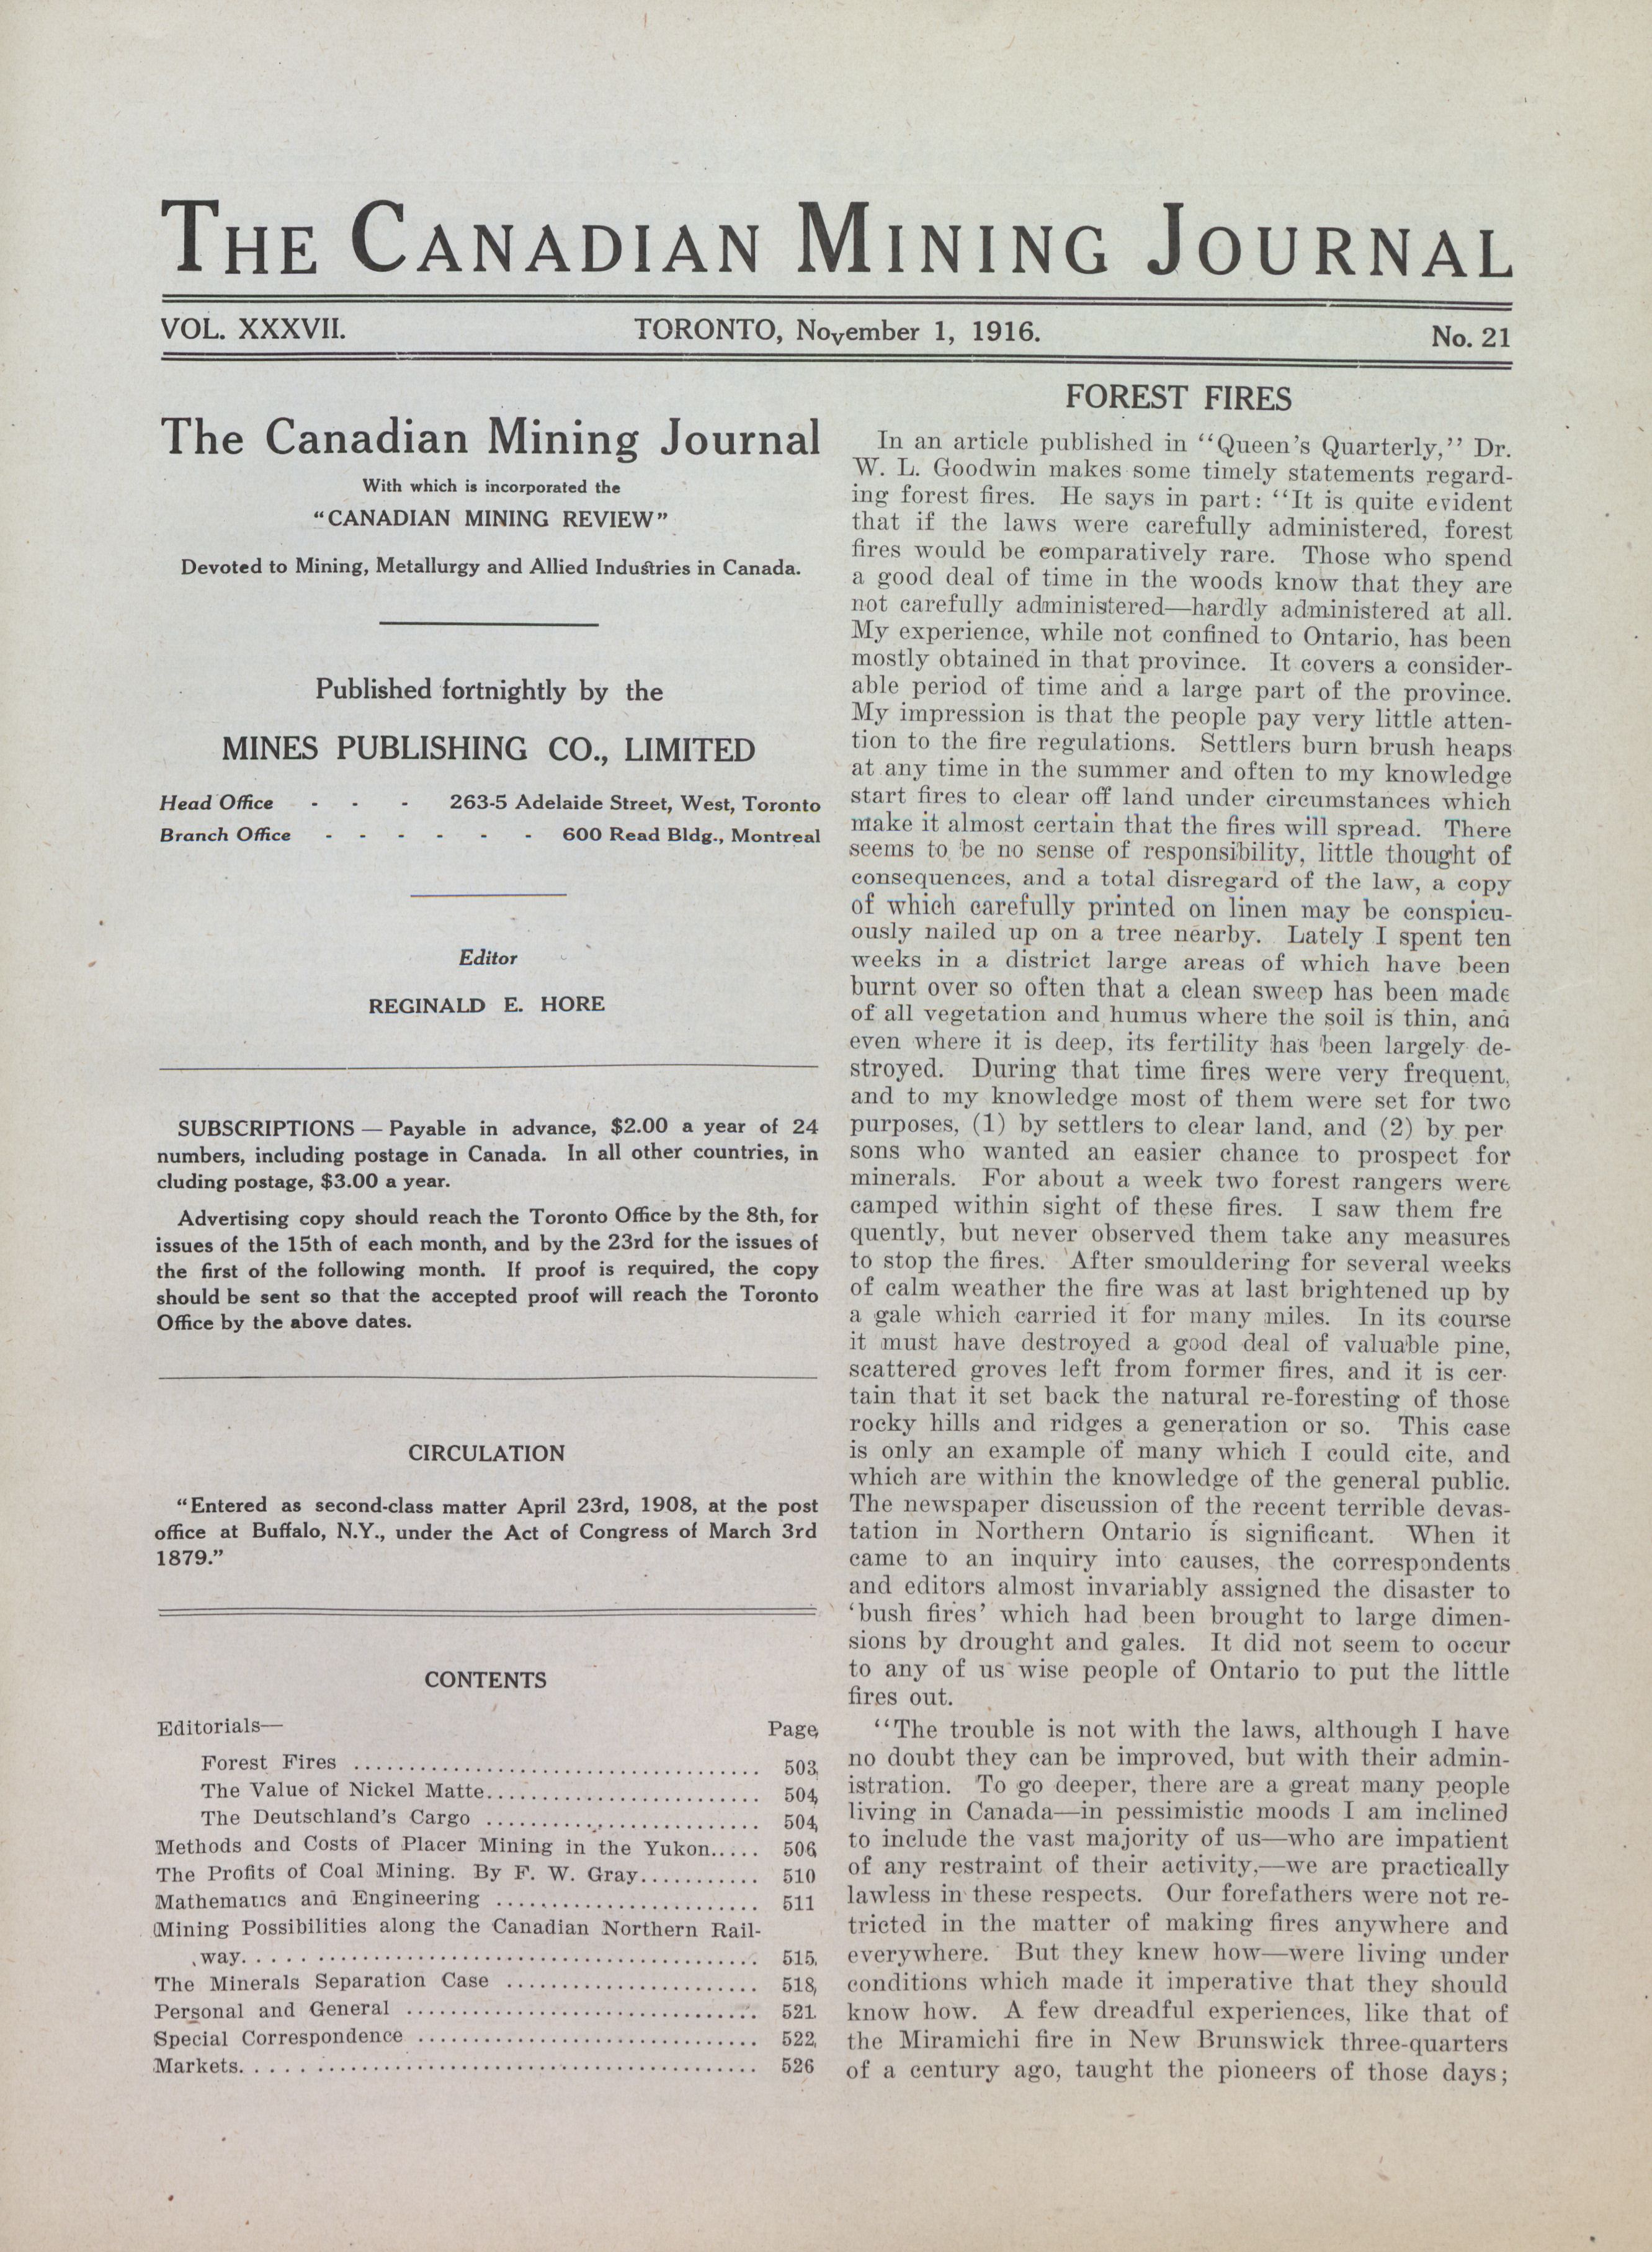 THE CANADIAN MINING JOURNAL
VOL. XXXVII. TORONTO, November 1, 1916. No. 21
The Canadian Mining Journal
With which is incorporated the
"CANADIAN MINING REVIEW"
Devoted to Mining, Metallurgy and Allied Industries in Canada.
Published fortnightly by the
MINES PUBLISHING CO., LIMITED
Head Office - - - 263-5 Adelaide Street, West, Toronto
Branch Office - - - - - - 600 Read Bldg., Montreal
Editor
REGINALD E. HORE
SUBSCRIPTIONS — Payable in advance, $2.00 a year of 24
numbers, including postage in Canada. In all other countries, in
cluding postage, $3.00 a year.
Advertising copy should reach the Toronto Office by the 8th, for
issues of the 15th of each month, and by the 23rd for the issues of
the first of the following month. If proof is required, the copy
should be sent so that the accepted proof will reach the Toronto
Office by the above dates.
CIRCULATION
"Entered as second-class matter April 23rd, 1908, at the post
office at Buffalo, N.Y., under the Act of Congress of March 3rd
1879."
CONTENTS
Editorials— Page
Forest Fires ..................................... 503
The Value of Nickel Matte......................... 504
The Deutschland's Cargo ......................... 504
Methods and Costs of Placer Mining in the Yukon..... 506
The Profits of Coal Mining. By F. W. Gray........... 510
Mathematics and Engineering ........................ 511
Mining Possibilities along the Canadian Northern Rail-
way. . . . . ........................................ 515
The Minerals Separation Case ....................... 518
Personal and General ................................ 521
Special Correspondence ............................... 522
Markets. . . . . ......................................... 526
FOREST FIRES
In an article published in "Queen's Quarterly," Dr.
W. L. Goodwin makes some timely statements regard-
ing forest fires. He says in part: "It is quite evident
that if the laws were carefully administered, forest
fires would be comparatively rare. Those who spend
a good deal of time in the woods know that they are
not carefully administered—hardly administered at all.
My experience, while not confined to Ontario, has been
mostly obtained in that province. It covers a consider-
able period of time and a large part of the province.
My impression is that the people pay very little atten-
tion to the fire regulations. Settlers burn brush heaps
at any time in the summer and often to my knowledge
start fires to clear off land under circumstances which
make it almost certain that the fires will spread. There
seems to be no sense of responsibility, little thought of
consequences, and a total disregard of the law, a copy
of which carefully printed on linen may be conspicu-
ously nailed up on a tree nearby. Lately I spent ten
weeks in a district large areas of which have been
burnt over so often that a clean sweep has been made
of all vegetation and humus where the soil is thin, and
even where it is deep, its fertility has been largely de-
stroyed. During that time fires were very frequent,
and to my knowledge most of them were set for two
purposes, (1) by settlers to clear land, and (2) by per
sons who wanted an easier chance to prospect for
minerals. For about a week two forest rangers were
camped within sight of these fires. I saw them fre
quently, but never observed them take any measures
to stop the fires. After smouldering for several weeks
of calm weather the fire was at last brightened up by
a gale which carried it for many miles. In its course
it must have destroyed a good deal of valuable pine,
scattered groves left from former fires, and it is cer-
tain that it set back the natural re-foresting of those
rocky hills and ridges a generation or so. This case
is only an example of many which I could cite, and
which are within the knowledge of the general public.
The newspaper discussion of the recent terrible devas-
tation in Northern Ontario is significant. When it
came to an inquiry into causes, the correspondents
and editors almost invariably assigned the disaster to
'bush fires' which had been brought to large dimen-
sions by drought and gales. It did not seem to occur
to any of us wise people of Ontario to put the little
fires out.
"The trouble is not with the laws, although I have
no doubt they can be improved, but with their admin-
istration. To go deeper, there are a great many people
living in Canada—in pessimistic moods I am inclined
to include the vast majority of us—who are impatient
of any restraint of their activity,—we are practically
lawless in these respects. Our forefathers were not re-
tricted in the matter of making fires anywhere and
everywhere. But they knew how—were living under
conditions which made it imperative that they should
know how. A few dreadful experiences, like that of
the Miramichi fire in New Brunswick three-quarters
of a century ago, taught the pioneers of those days;